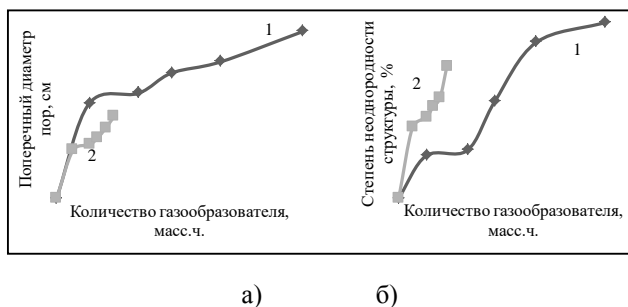 Поперечный диаметр
пор, см
1
2
Количество газообразователя,
масс.ч.
Степень неоднородности
структуры, %
1
2
Количество газообразователя,
масс.ч.
а)
б)